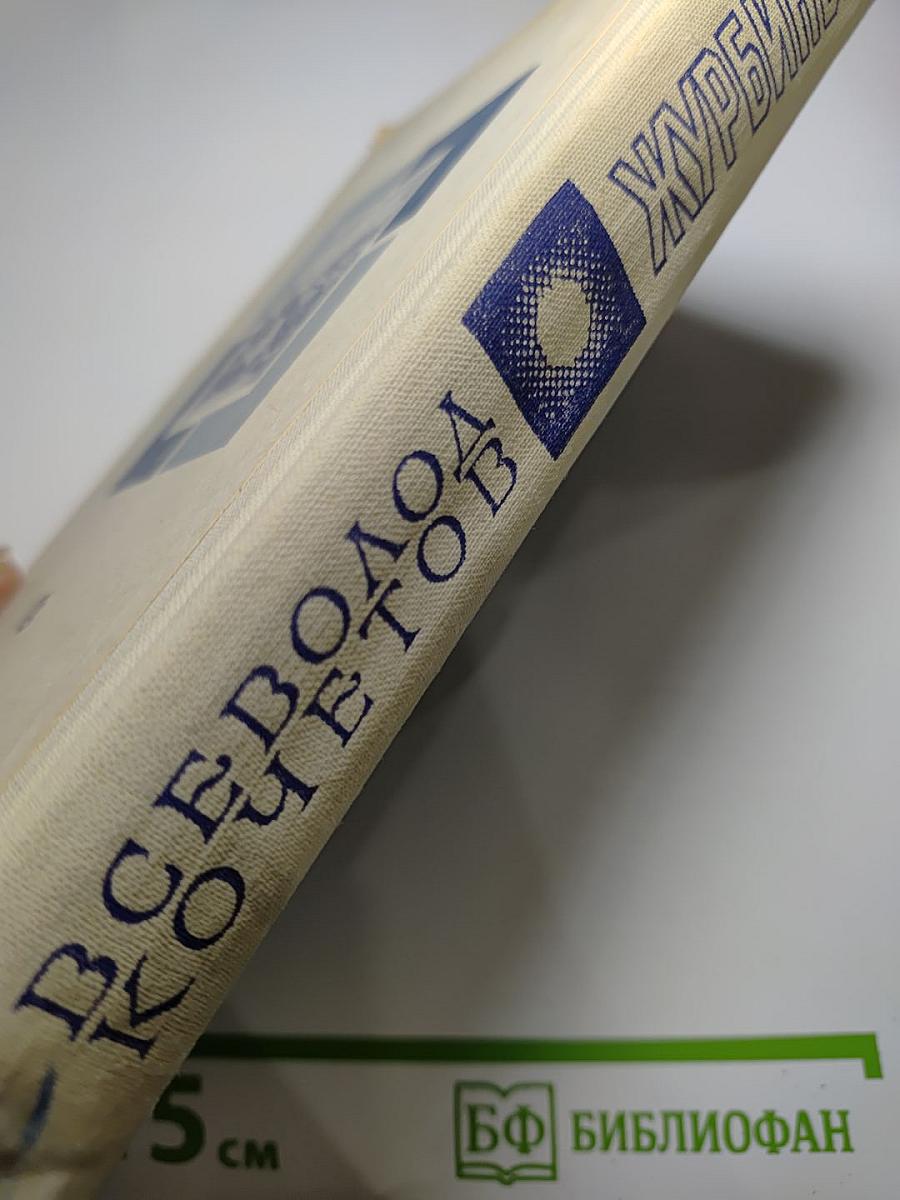 ВСЕВОЛОД
КОЧЕТОВ
ЖУРБИН
5 см
БФ
БИБЛИОФАН